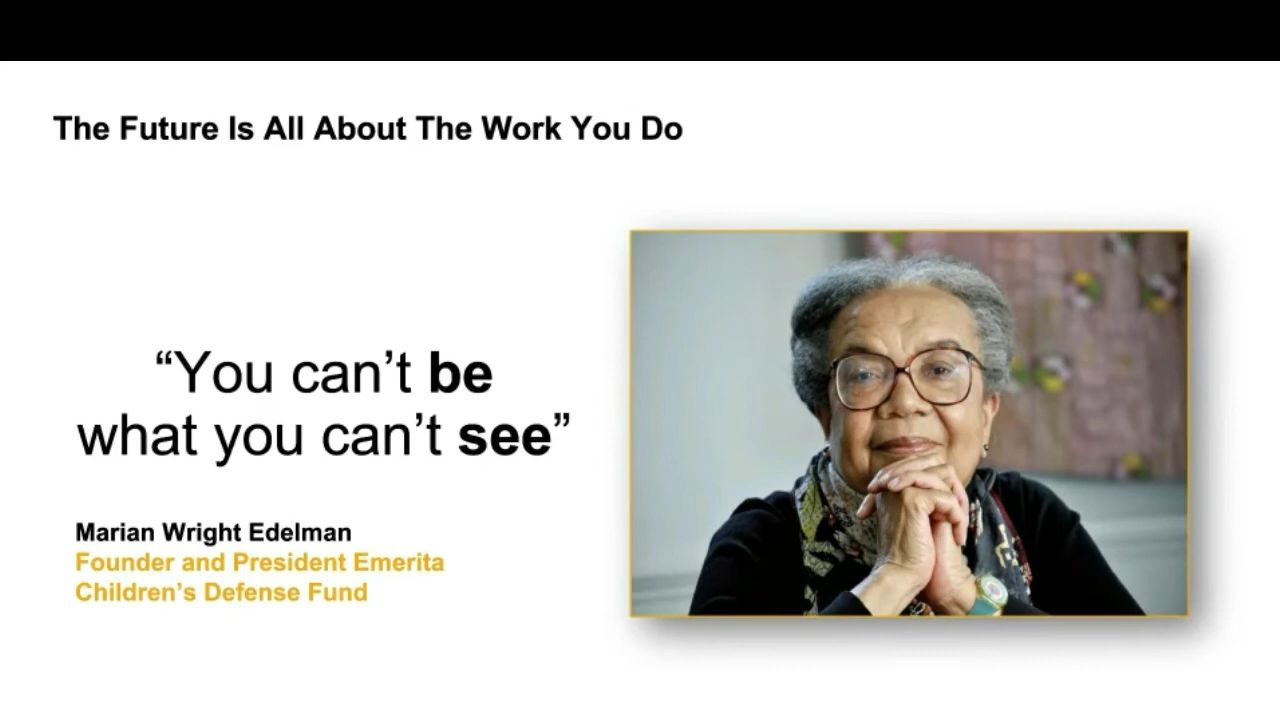 The Future Is All About The Work You Do
“You can’t be
what you can’t see”
Marian Wright Edelman
Founder and President Emerita
Children’s Defense Fund